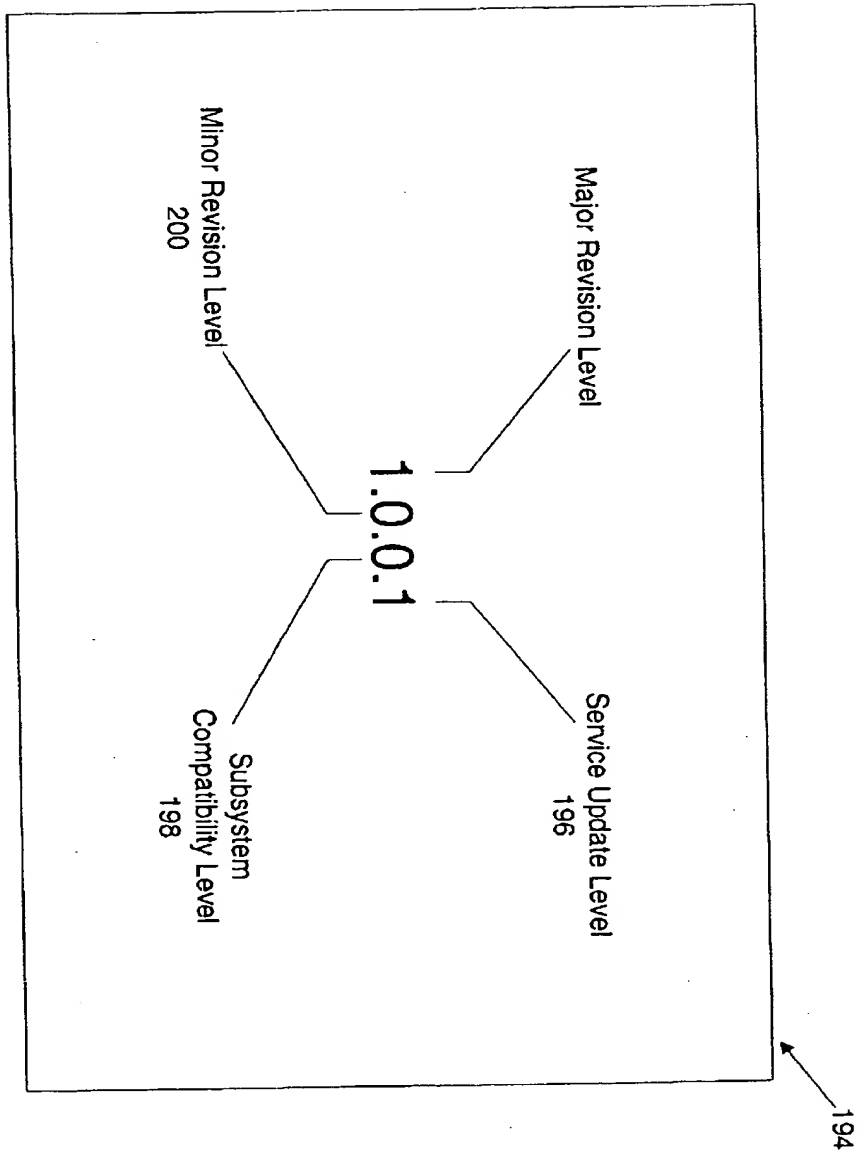 194
Major Revision Level
Service Update Level
196
1.0.0.1
Minor Revision Level
200
Subsystem
Compatibility Level
198